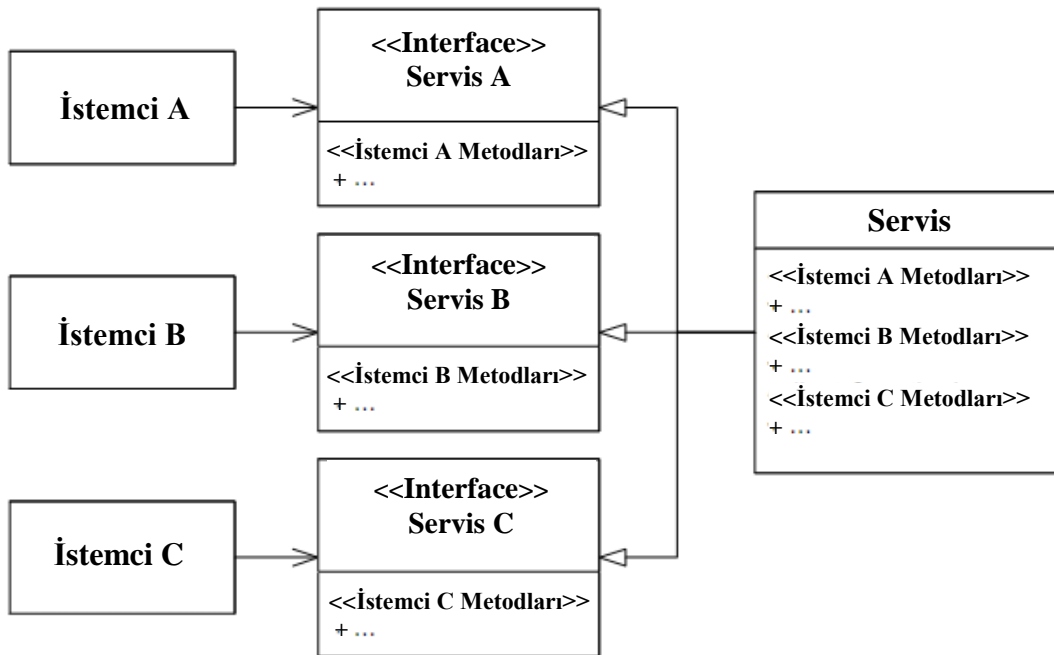 İstemci A
<<Interface>>
Servis A
<<İstemci A Metodları>>
+ ...
İstemci B
<<Interface>>
Servis B
<<İstemci B Metodları>>
+ ...
İstemci C
<<Interface>>
Servis C
<<İstemci C Metodları>>
+ ...
Servis
<<İstemci A Metodları>>
+ ...
<<İstemci B Metodları>>
+ ...
<<İstemci C Metodları>>
+ ...